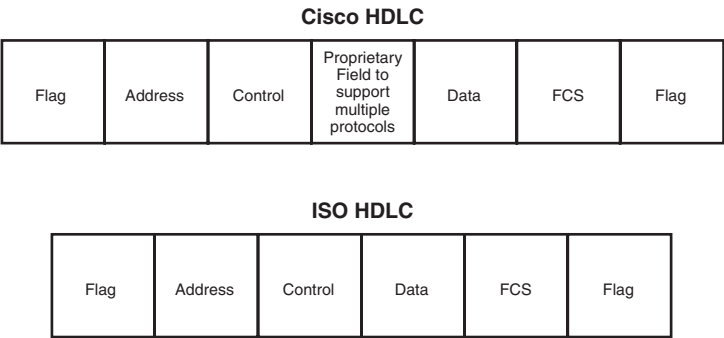 Cisco HDLC
Flag
Address
Control
Proprietary
Field to
support
multiple
protocols
Data
FCS
Flag
ISO HDLC
Flag
Address
Control
Data
FCS
Flag